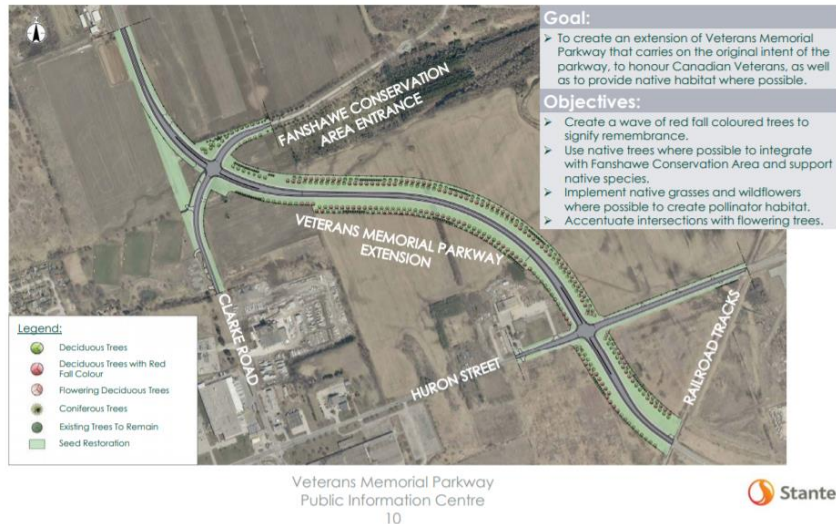 Goal:
➢ To create an extension of Veterans Memorial
Parkway that carries on the original intent of the
parkway, to honour Canadian Veterans, as well
as to provide native habitat where possible.
Objectives:
➢ Create a wave of red fall coloured trees to
signify remembrance.
➢ Use native trees where possible to integrate
with Fanshawe Conservation Area and support
native species.
➢ Implement native grasses and wildflowers
where possible to create pollinator habitat.
➢ Accentuate intersections with flowering trees.
FANSHAWE CONSERVATION
AREA ENTRANCE
VETERANS MEMORIAL PARKWAY
EXTENSION
CLARKE ROAD
HURON STREET
RAILROAD TRACKS
Legend:
Deciduous Trees
Deciduous Trees with Red
Fall Colour
Flowering Deciduous Trees
Coniferous Trees
Existing Trees To Remain
Seed Restoration
Veterans Memorial Parkway
Public Information Centre
10
Stante